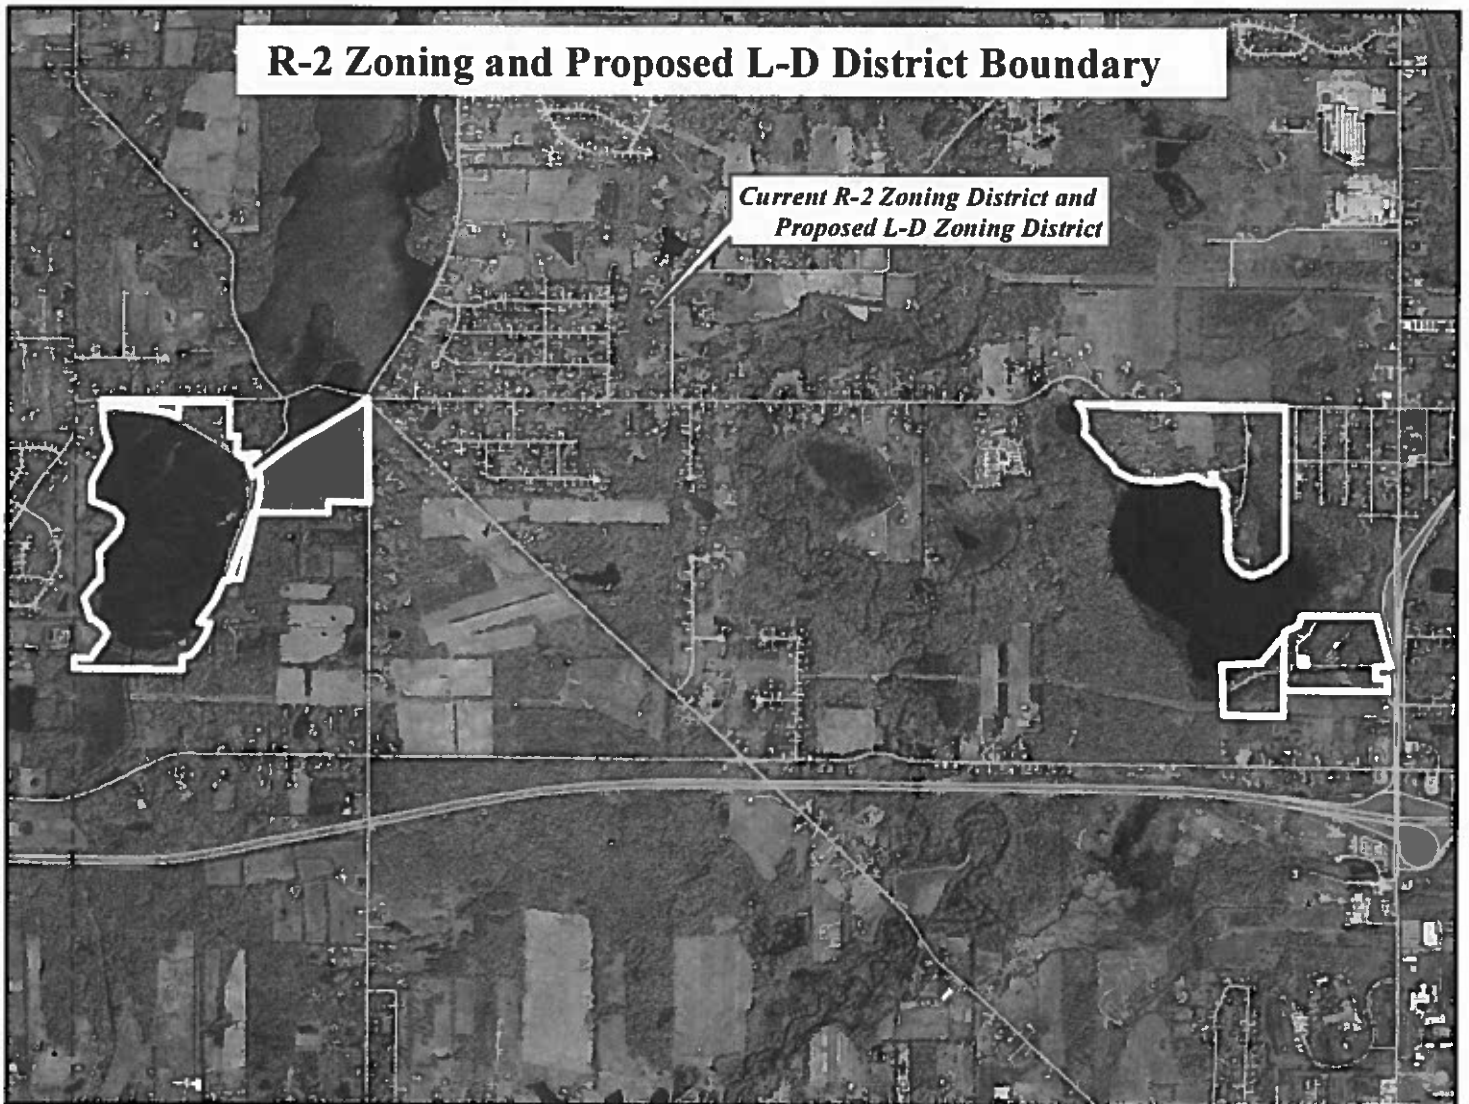 R-2 Zoning and Proposed L-D District Boundary
Current R-2 Zoning District and
Proposed L-D Zoning District